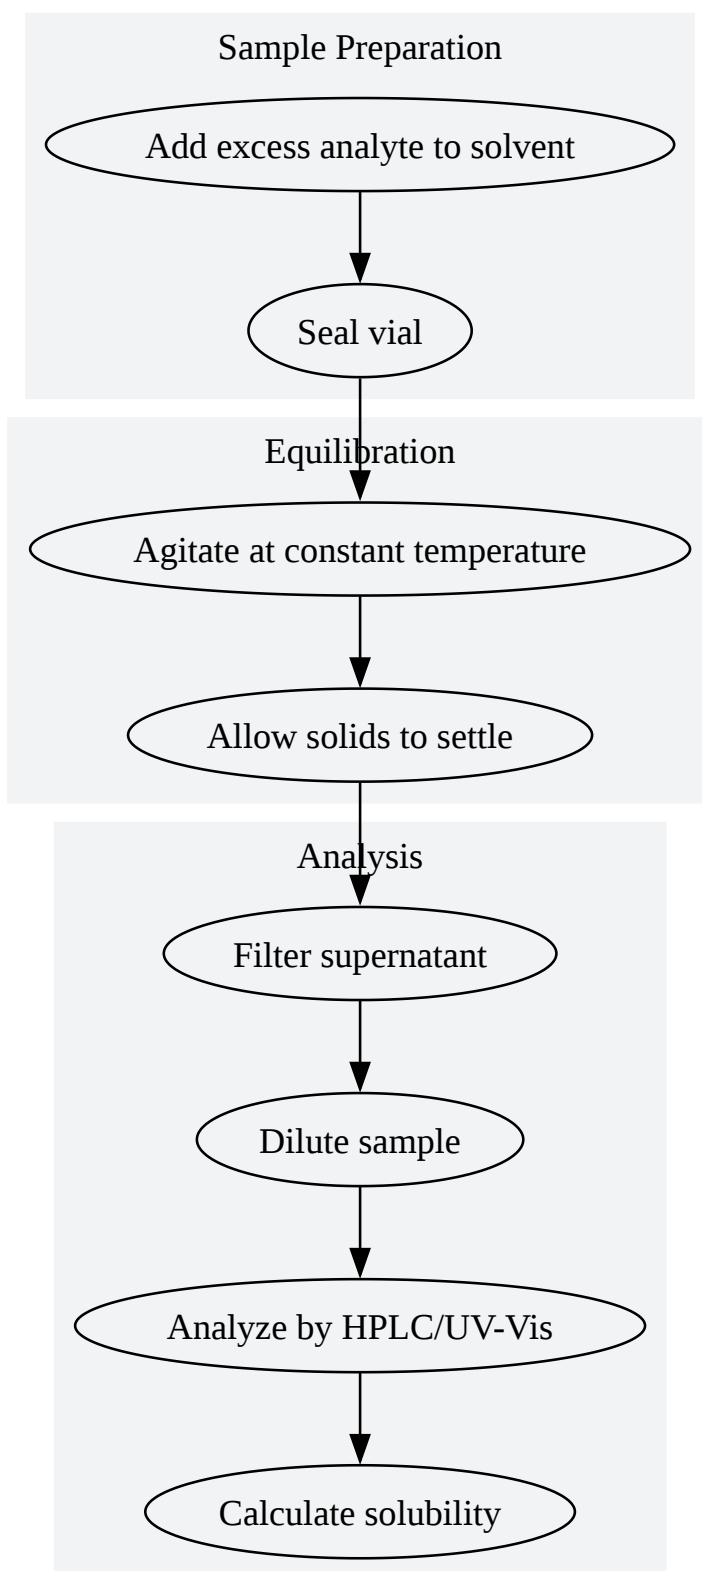 Sample Preparation
Add excess analyte to solvent
Seal vial
Equilibration
Agitate at constant temperature
Allow solids to settle
Analysis
Filter supernatant
Dilute sample
Analyze by HPLC/UV-Vis
Calculate solubility